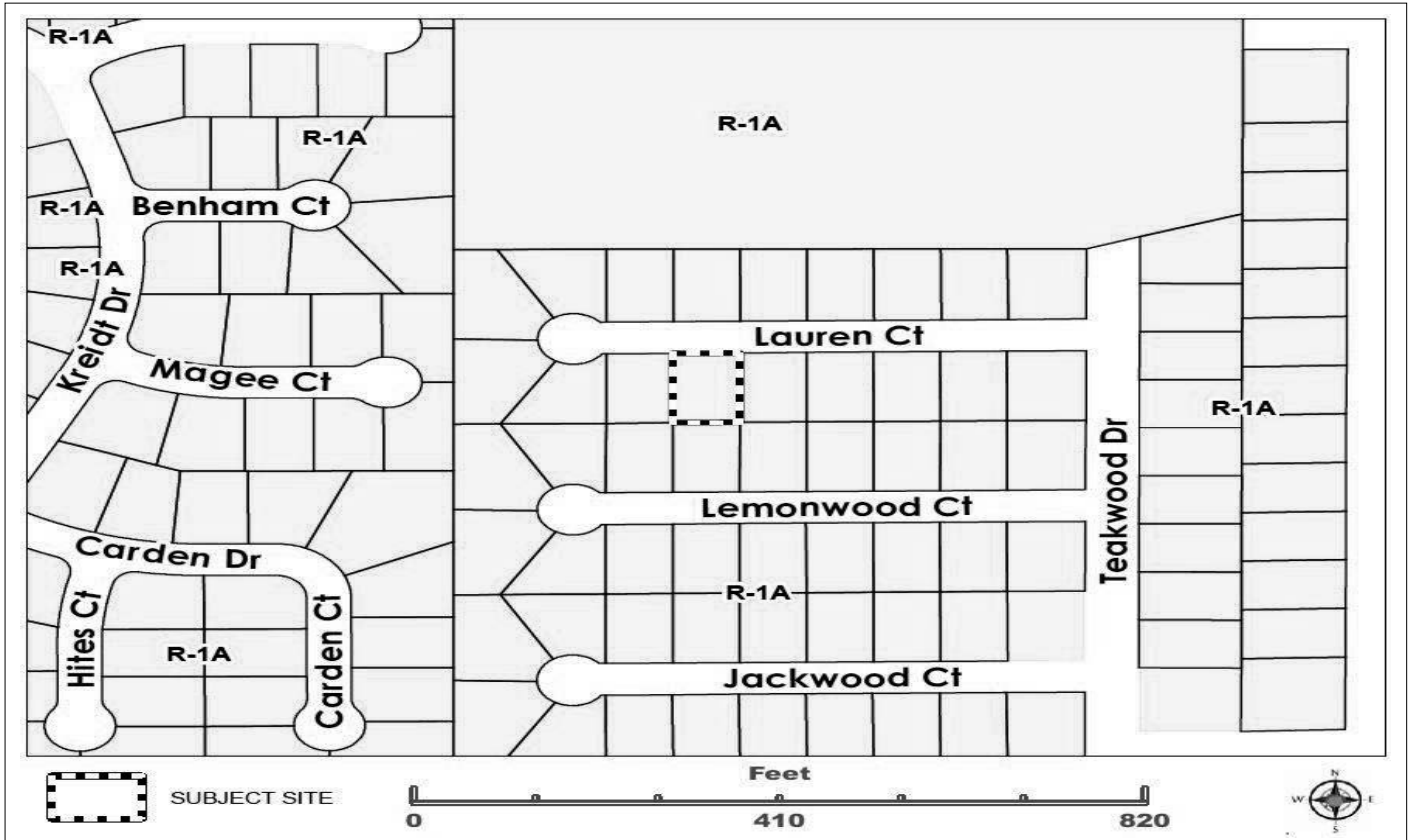 R-1A
R-1A
R-1A
R-1A
Benham Ct
R-1A
R-1A
Kreidt Dr
Lauren Ct
Magee Ct
R-1A
Teakwood Dr
Lemonwood Ct
Carden Dr
R-1A
Hites Ct
Carden Ct
R-1A
Jackwood Ct
SUBJECT SITE
Feet
0 410 820
N
W E
S